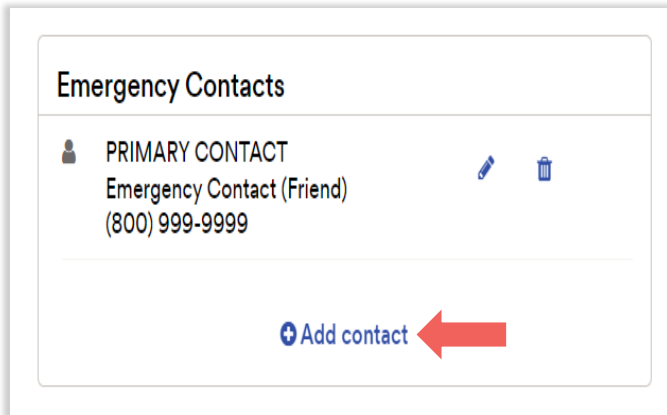 Emergency Contacts
PRIMARY CONTACT
Emergency Contact (Friend)
(800) 999-9999
Add contact